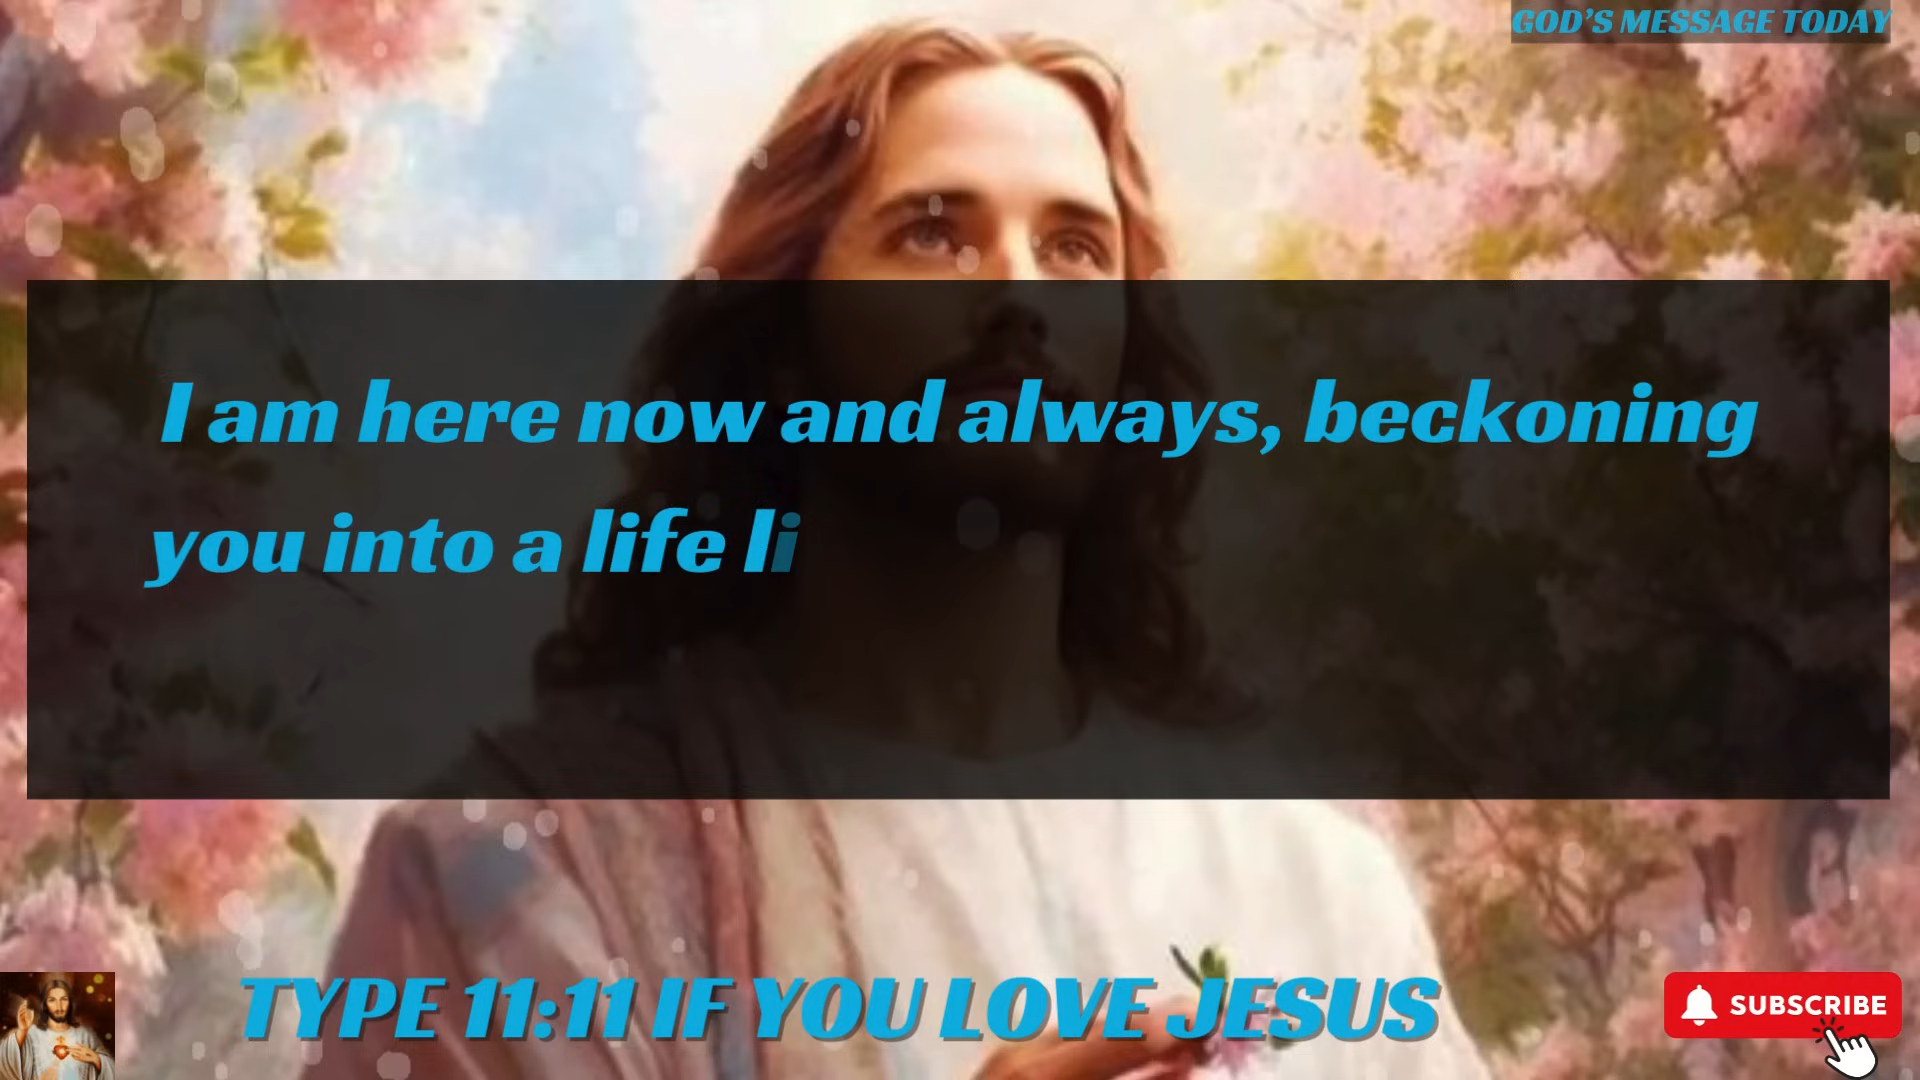 GOD'S MESSAGE TODAY
I am here now and always, beckoning
you into a life li
TYPE 11:11 IF YOU LOVE JESUS
SUBSCRIBE